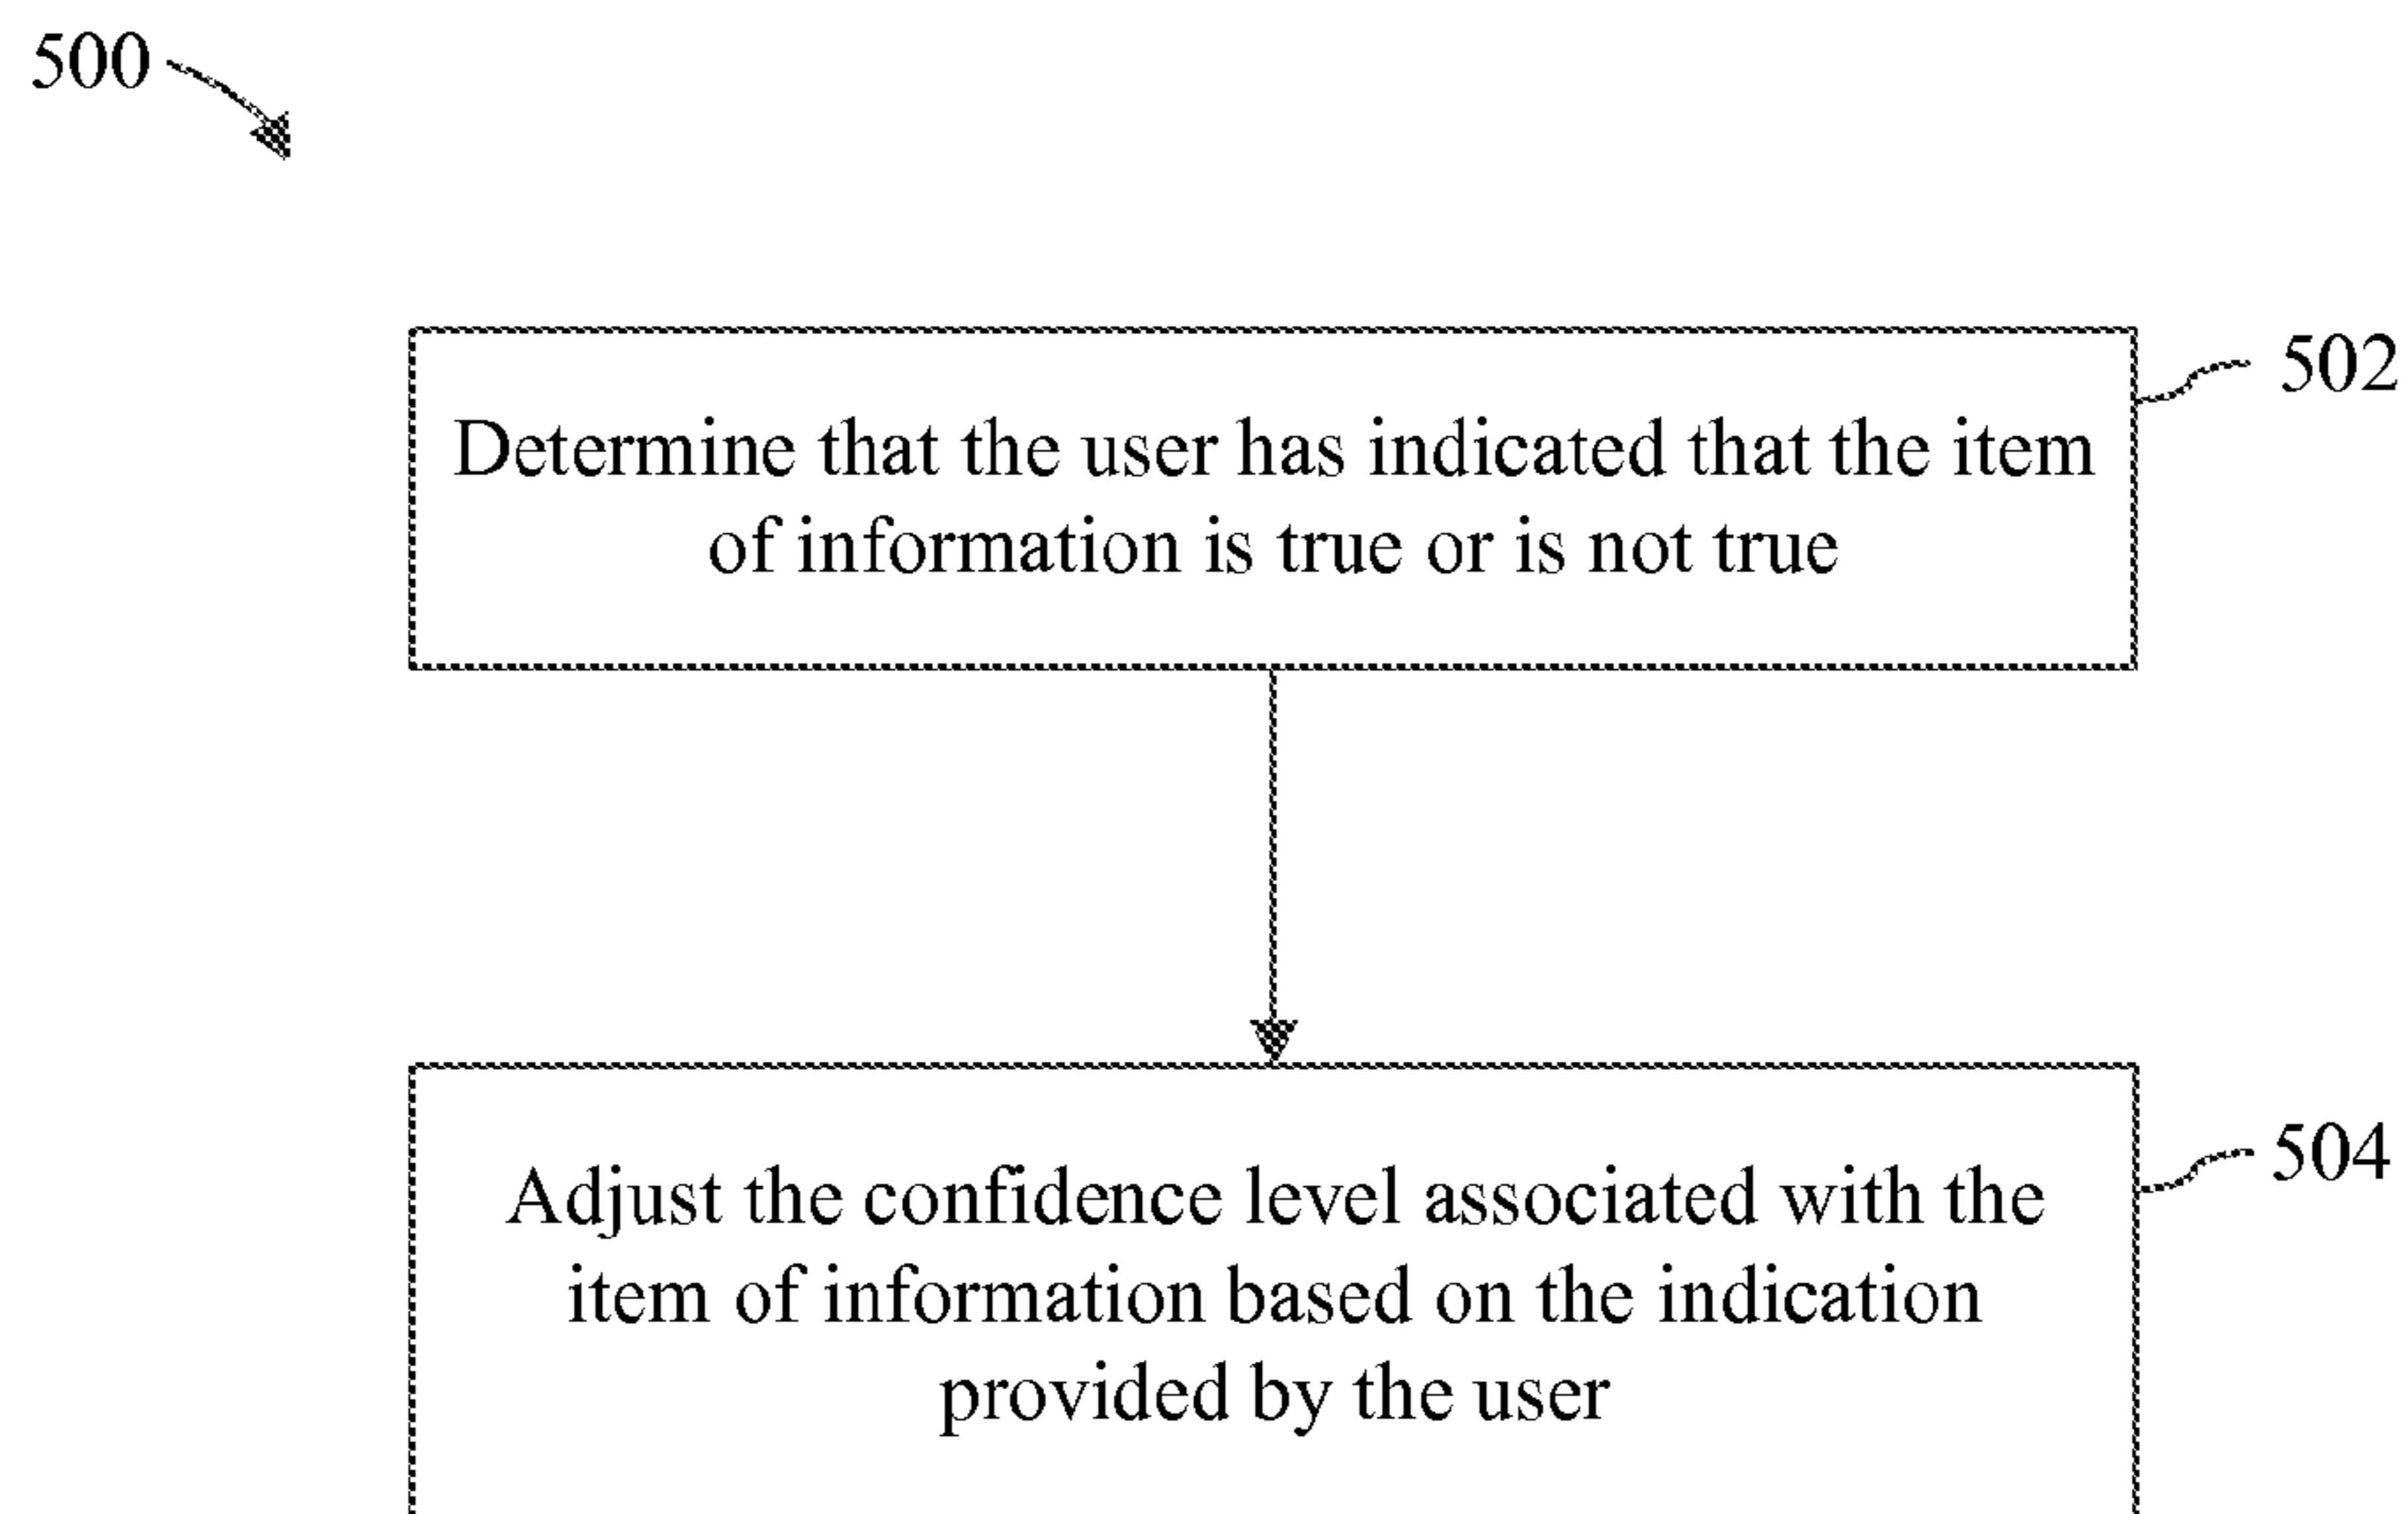 500
502
Determine that the user has indicated that the item
of information is true or is not true
504
Adjust the confidence level associated with the
item of information based on the indication
provided by the user